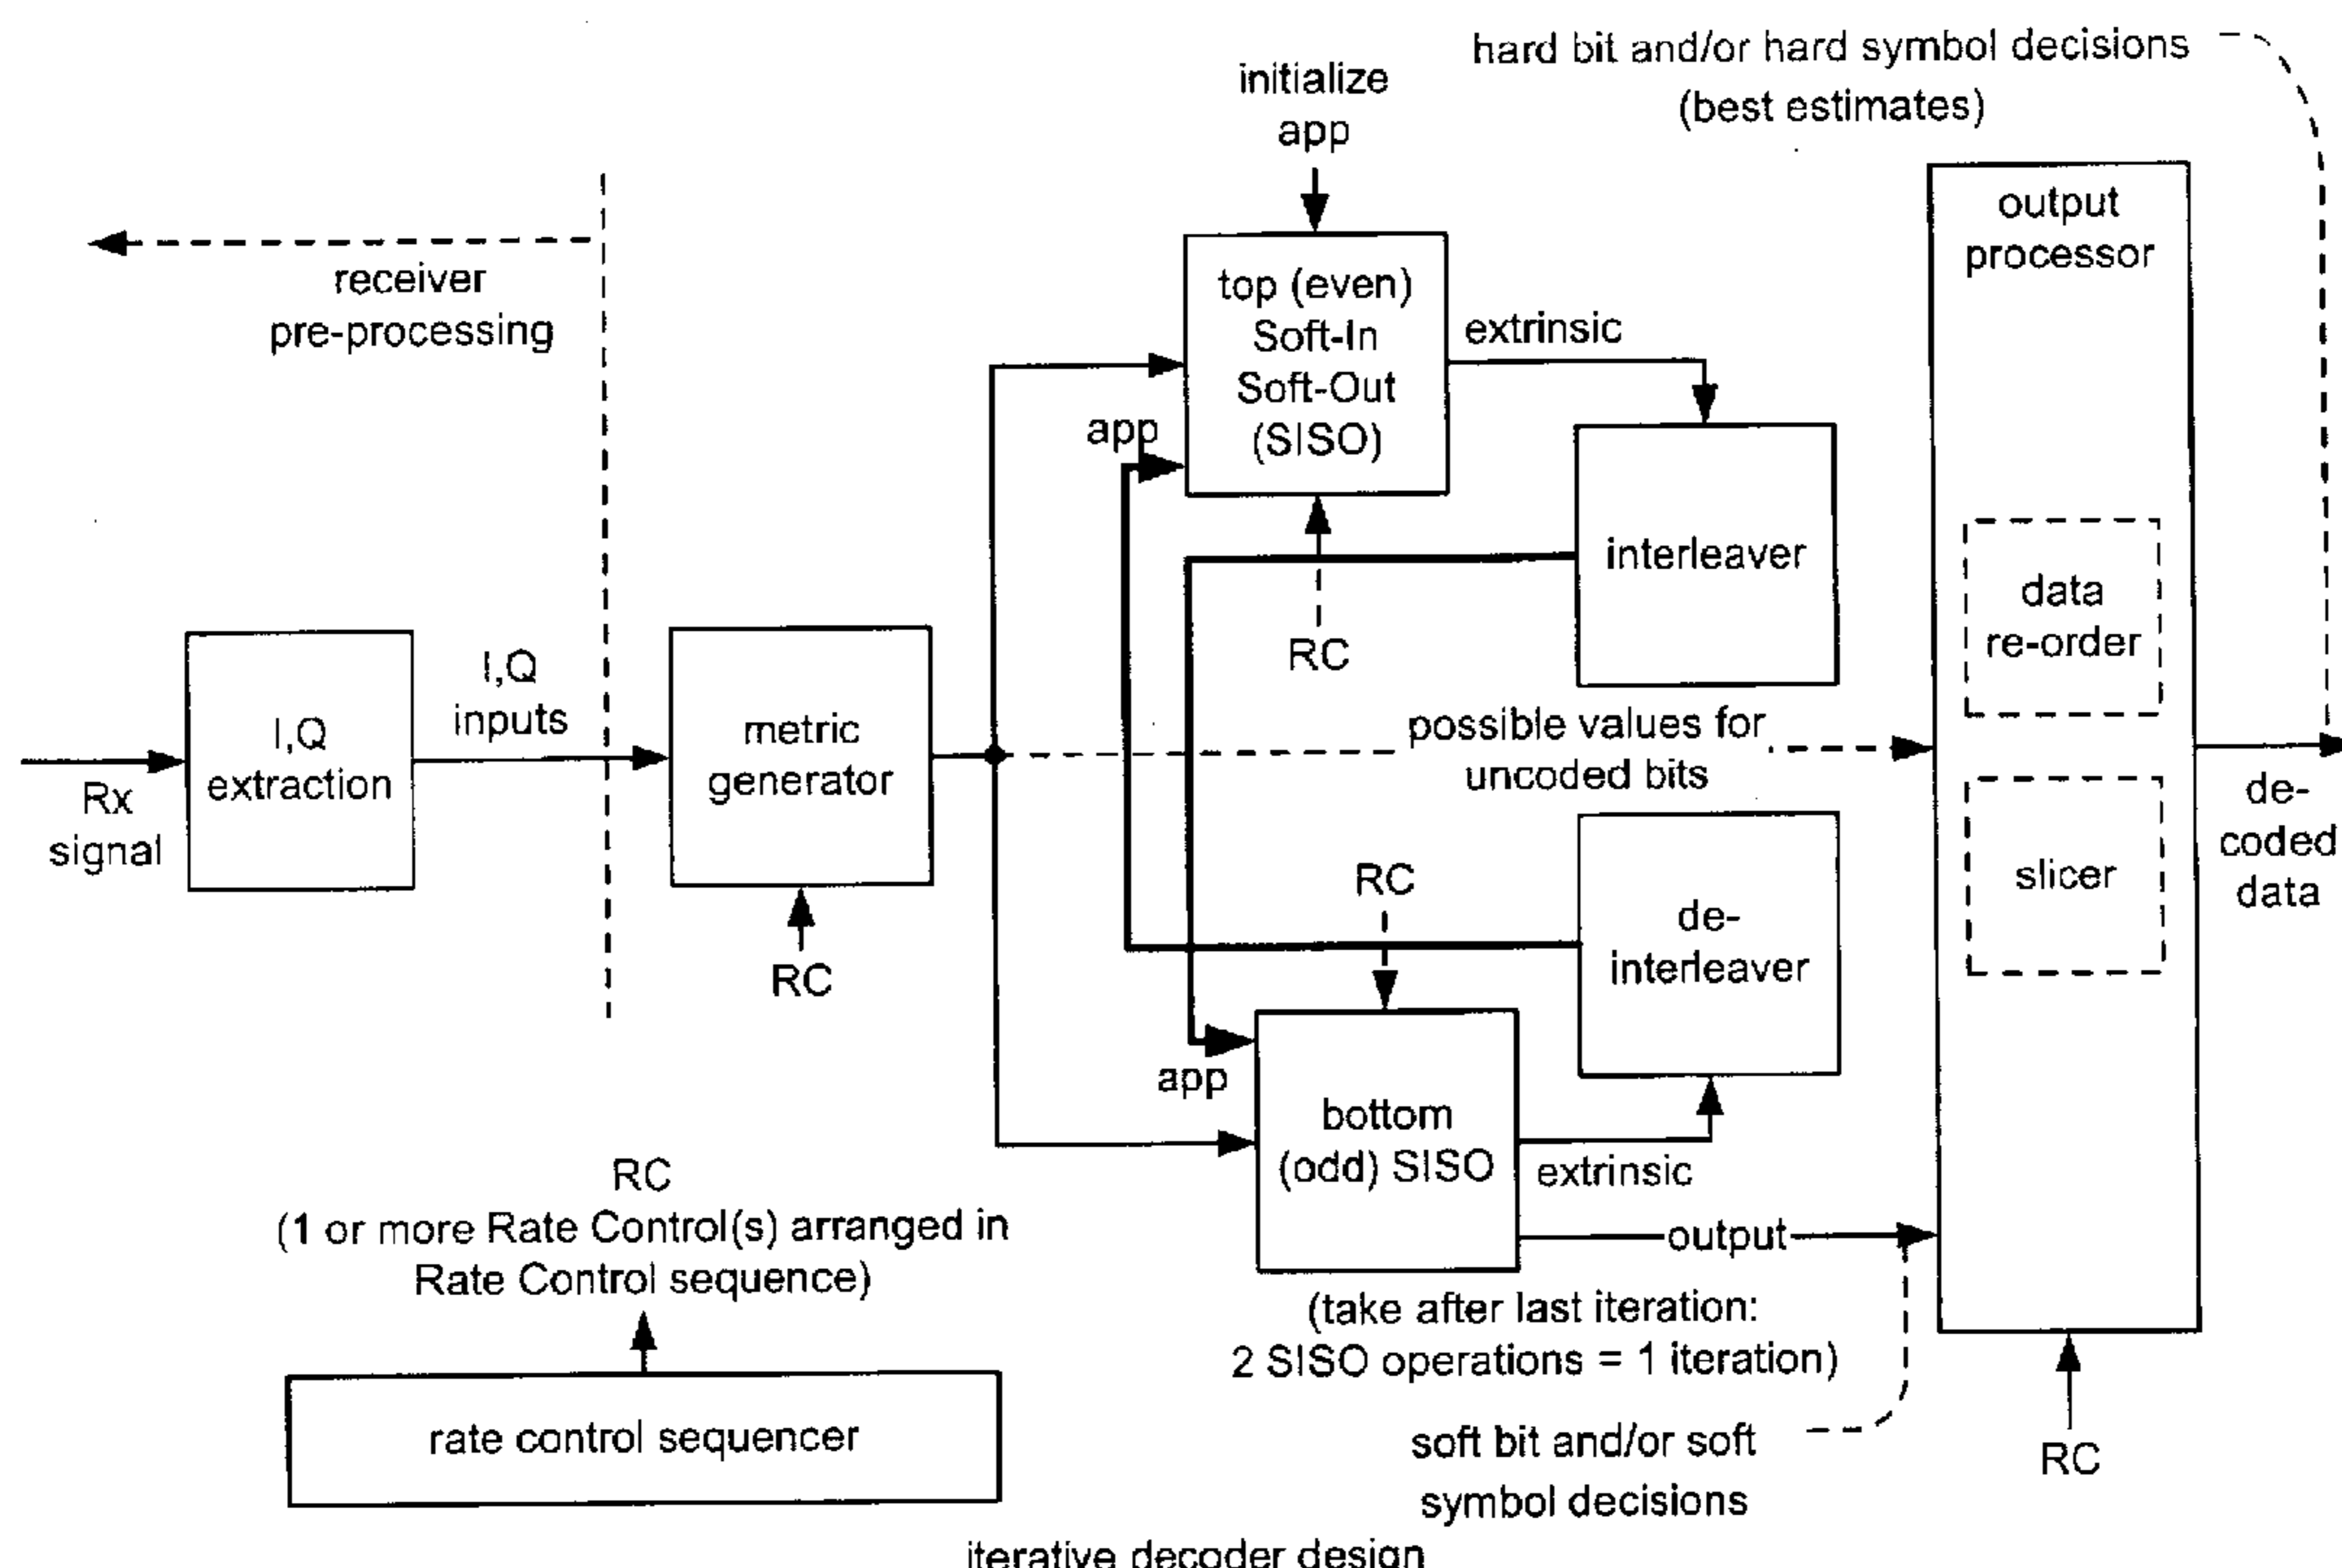 hard bit and/or hard symbol decisions
(best estimates)
initialize
app
output
processor
receiver
pre-processing
top (even)
Soft-In
Soft-Out
(SISO)
extrinsic
app
interleaver
data
re-order
RC
I,Q
inputs
I,Q
extraction
metric
generator
possible values for
uncoded bits
Rx
signal
de-
coded
data
slicer
RC
de-
interleaver
RC
app
bottom
(odd) SISO
extrinsic
RC
(1 or more Rate Control(s) arranged in
Rate Control sequence)
output
(take after last iteration:
2 SISO operations = 1 iteration)
rate control sequencer
soft bit and/or soft
symbol decisions
RC
iterative decoder design